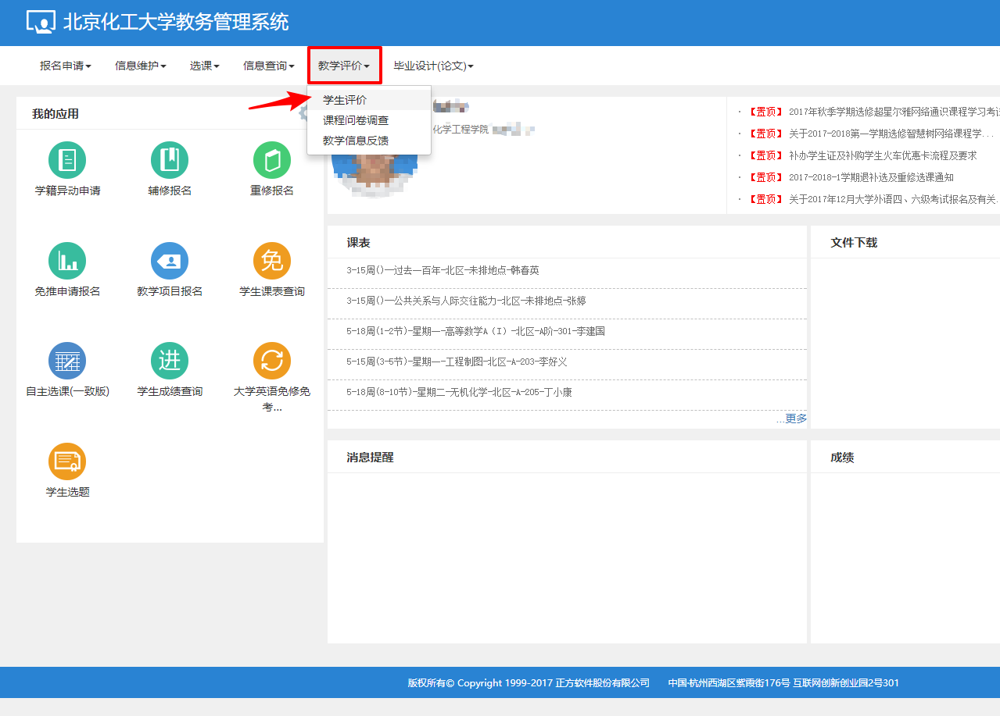 北京化工大学教务管理系统
报名申请 信息维护 选课 信息查询 教学评价 毕业设计(论文)
学生评价
课程问卷调查
教学信息反馈
我的应用
学籍异动申请 辅修报名 重修报名
免推申请报名 教学项目报名 免 学生课表查询
自主选课(一致版) 进 学生成绩查询 大学英语免修免
考...
学生选题
化学工程学院
· 【置顶】 2017年秋季学期选修超星尔雅网络通识课程学习考试
· 【置顶】 关于2017-2018第一学期选修智慧树网络课程学...
· 【置顶】 补办学生证及补购学生火车优惠卡流程及要求
· 【置顶】 2017-2018-1学期退补选及重修选课通知
· 【置顶】 关于2017年12月大学外语四、六级考试报名及有关.
课表
3-15周()--过去一百年-北区-未排地点-韩春英
3-15周()--公共关系与人际交往能力-北区-未排地点-张婷
5-18周(1-2节)-星期一-高等数学A（I）-北区-A阶-301-李建国
5-15周(3-5节)-星期一-工程制图-北区-A-203-李好义
5-18周(8-10节)-星期二-无机化学-北区-A-205-丁小康
...更多
文件下载
消息提醒
成绩
版权所有© Copyright 1999-2017 正方软件股份有限公司 中国·杭州西湖区紫霞街176号 互联网创新创业园2号301